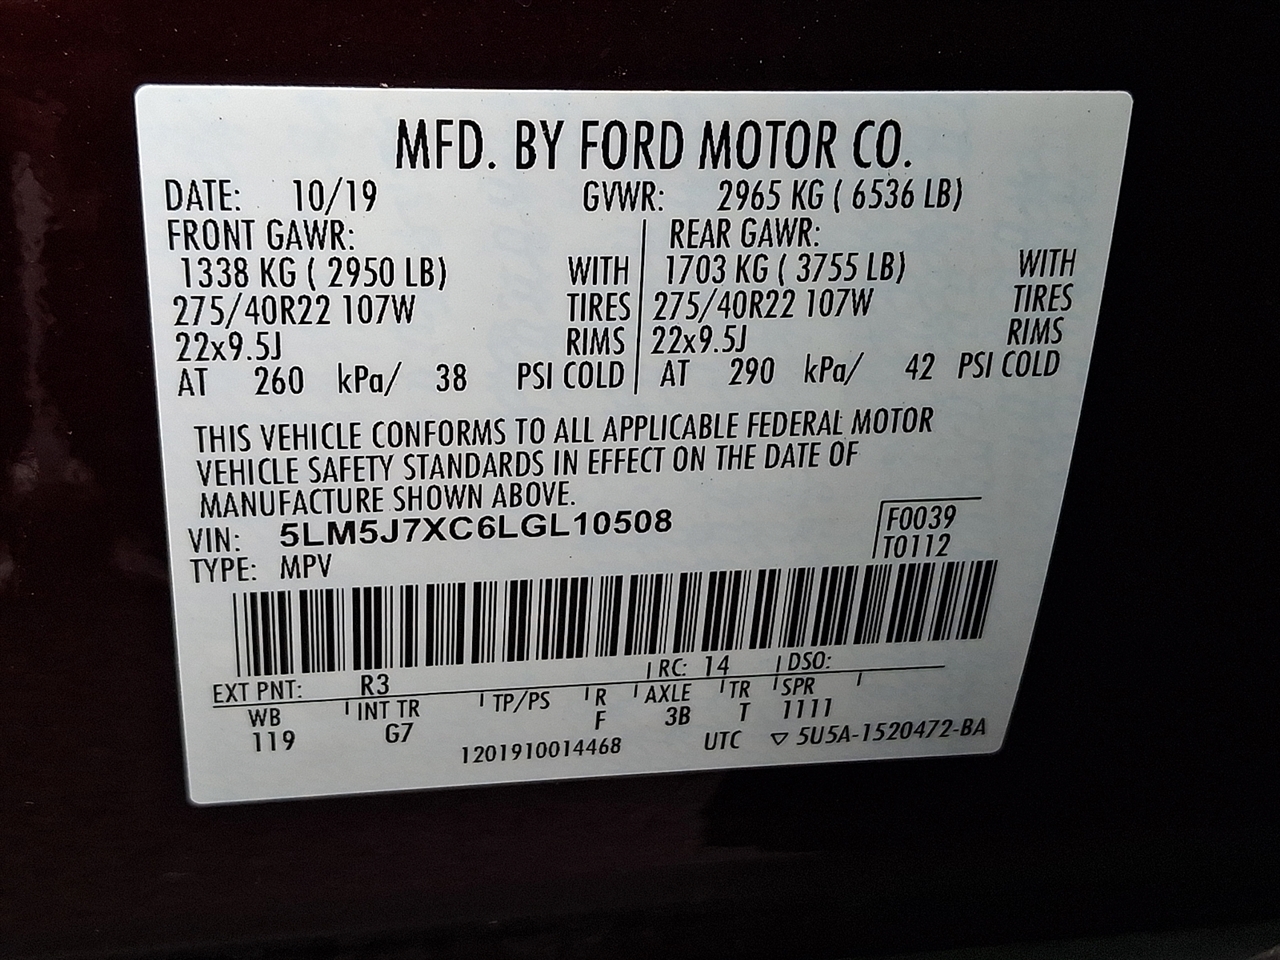 MFD. BY FORD MOTOR CO.
DATE: 10/19 GVWR: 2965 KG ( 6536 LB)
FRONT GAWR: REAR GAWR:
1338 KG ( 2950 LB) WITH 1703 KG ( 3755 LB) WITH
275/40R22 107W TIRES 275/40R22 107W TIRES
22x9.5J RIMS 22x9.5J RIMS
AT 260 kPa/ 38 PSI COLD AT 290 kPa/ 42 PSI COLD
THIS VEHICLE CONFORMS TO ALL APPLICABLE FEDERAL MOTOR
VEHICLE SAFETY STANDARDS IN EFFECT ON THE DATE OF
MANUFACTURE SHOWN ABOVE.
VIN: 5LM5J7XC6LGL10508 F0039
TYPE: MPV T0112
EXT PNT: R3 RC: 14 DSO:
WB INT TR TP/PS R AXLE TR SPR
119 G7 F 3B T 1111
1201910014468 UTC ▽ 5U5A-1520472-BA